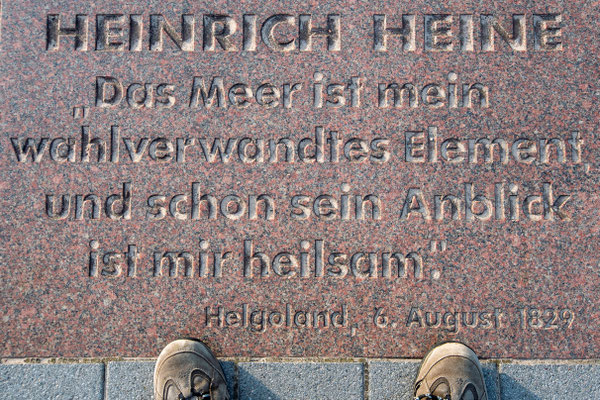 HEINRICH HEINE
„Das Meer ist mein
wahlverwandtes Element,
und schon sein Anblick
ist mir heilsam.“
Helgoland, 6. August 1829